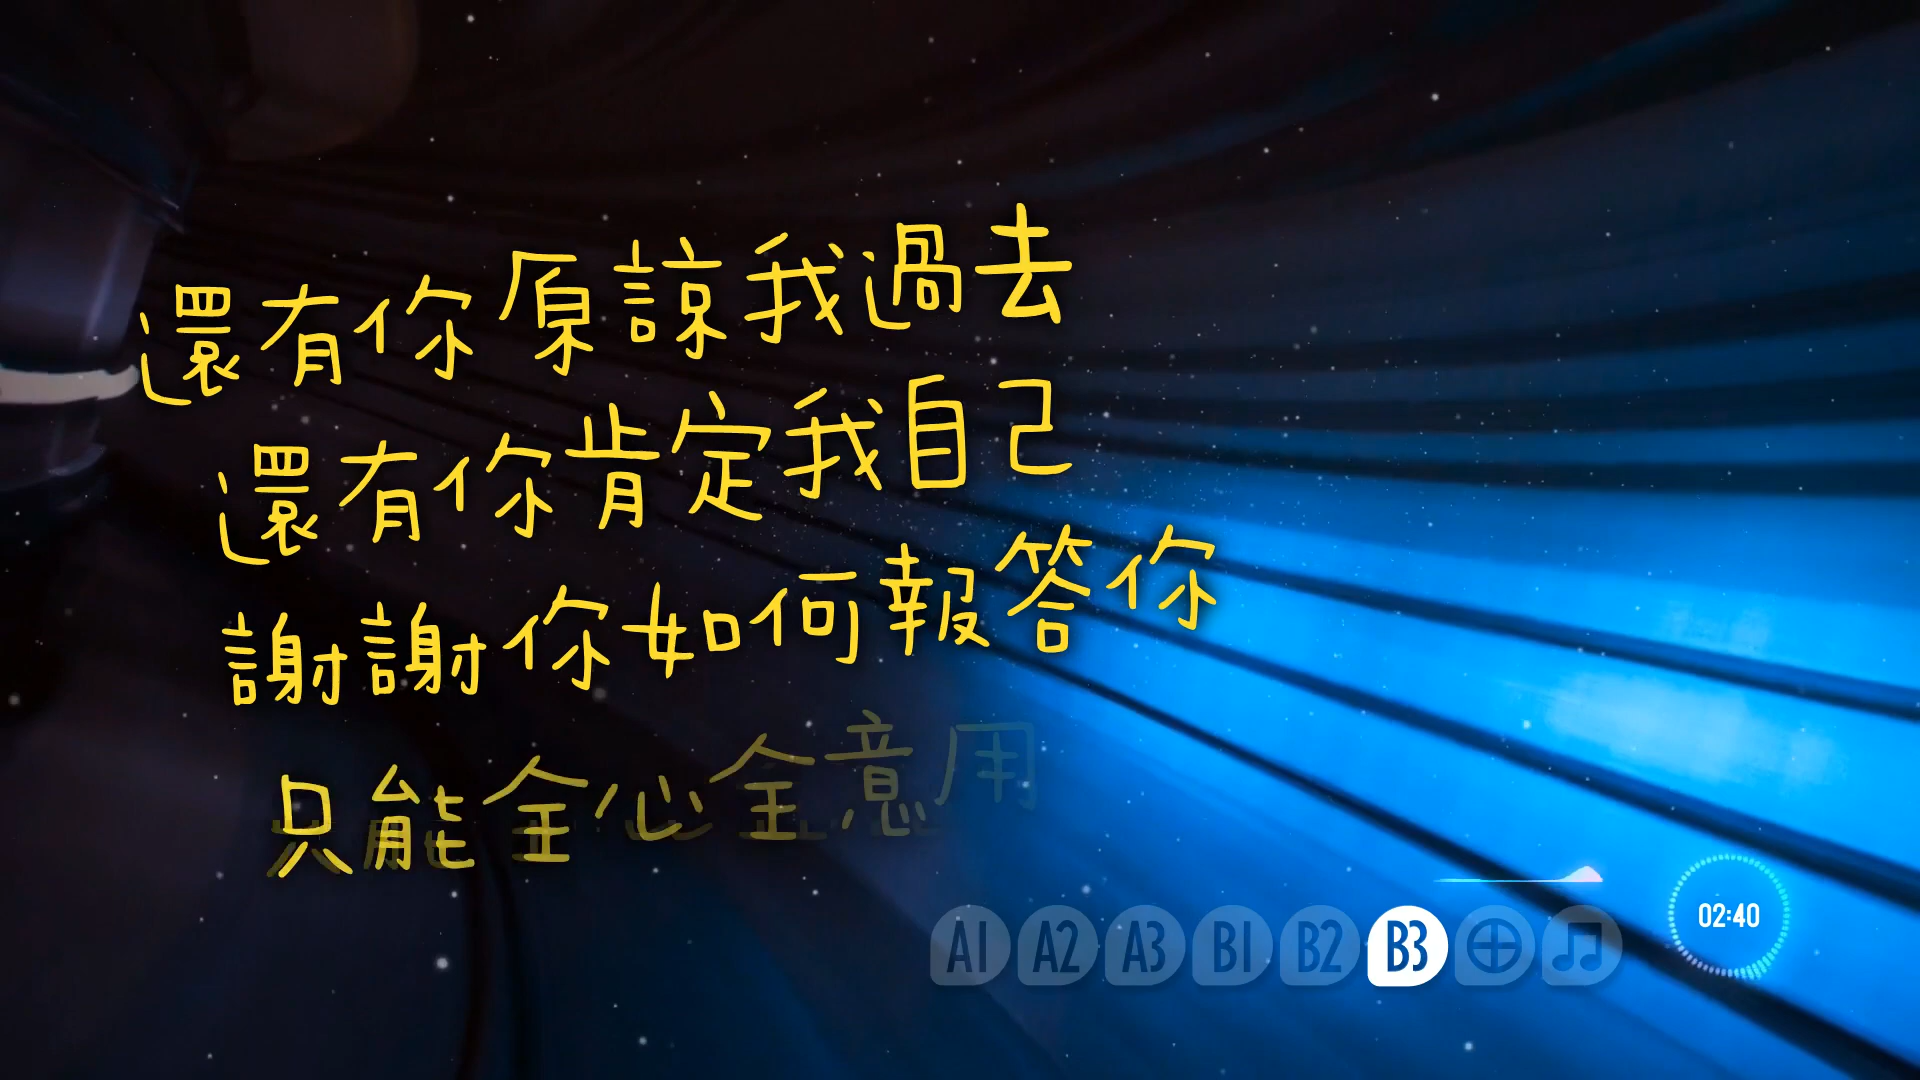 還有你原諒我過去
還有你肯定我自己
謝謝你如何報答你
只能全心全意用
A1 A2 A3 B1 B2 B3
02:40